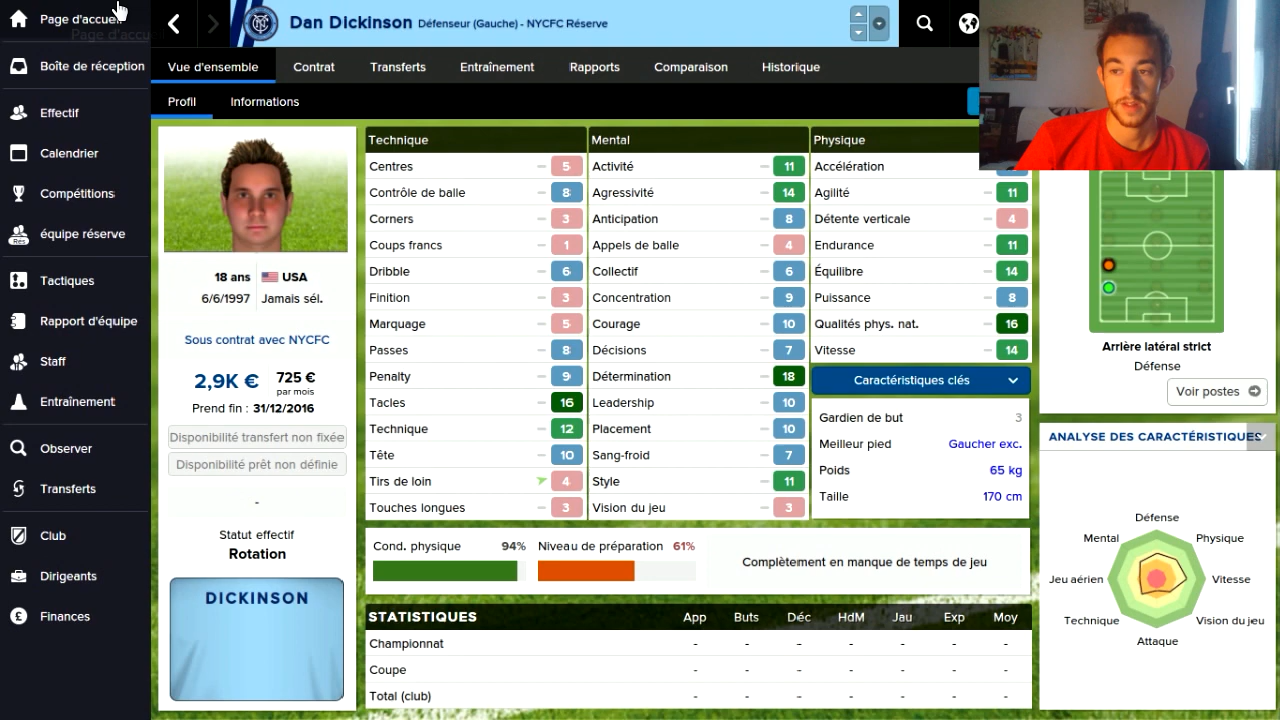 Page d'accueil
Page d'accueil
Boîte de réception
Effectif
Calendrier
Compétitions
équipe réserve
Tactiques
Rapport d'équipe
Staff
Entraînement
Observer
Transferts
Club
Dirigeants
Finances
Dan Dickinson Défenseur (Gauche) - NYCFC Réserve
Vue d'ensemble Contrat Transferts Entraînement Rapports Comparaison Historique
Profil Informations
18 ans USA
6/6/1997 Jamais sél.
Sous contrat avec NYCFC
2,9K € 725 €
par mois
Prend fin : 31/12/2016
Disponibilité transfert non fixée
Disponibilité prêt non définie
-
Statut effectif
Rotation
DICKINSON
Technique
Centres - 5
Contrôle de balle - 8
Corners - 3
Coups francs - 1
Dribble - 6
Finition - 3
Marquage - 5
Passes - 8
Penalty - 9
Tacles - 16
Technique - 12
Tête - 10
Tirs de loin 4
Touches longues - 3
Mental
Activité - 11
Agressivité - 14
Anticipation - 8
Appels de balle - 4
Collectif - 6
Concentration - 9
Courage - 10
Décisions - 7
Détermination - 18
Leadership - 10
Placement - 10
Sang-froid - 7
Style - 11
Vision du jeu - 3
Physique
Accélération
Agilité - 11
Détente verticale - 4
Endurance - 11
Équilibre - 14
Puissance - 8
Qualités phys. nat. - 16
Vitesse - 14
Caractéristiques clés
Gardien de but 3
Meilleur pied Gaucher exc.
Poids 65 kg
Taille 170 cm
Cond. physique 94% Niveau de préparation 61%
Complètement en manque de temps de jeu
STATISTIQUES App Buts Déc HdM Jau Exp Moy
Championnat - - - - - - -
Coupe - - - - - - -
Total (club) - - - - - - -
Arrière latéral strict
Défense
Voir postes
ANALYSE DES CARACTÉRISTIQUES
Défense
Mental Physique
Jeu aérien Vitesse
Technique Vision du jeu
Attaque